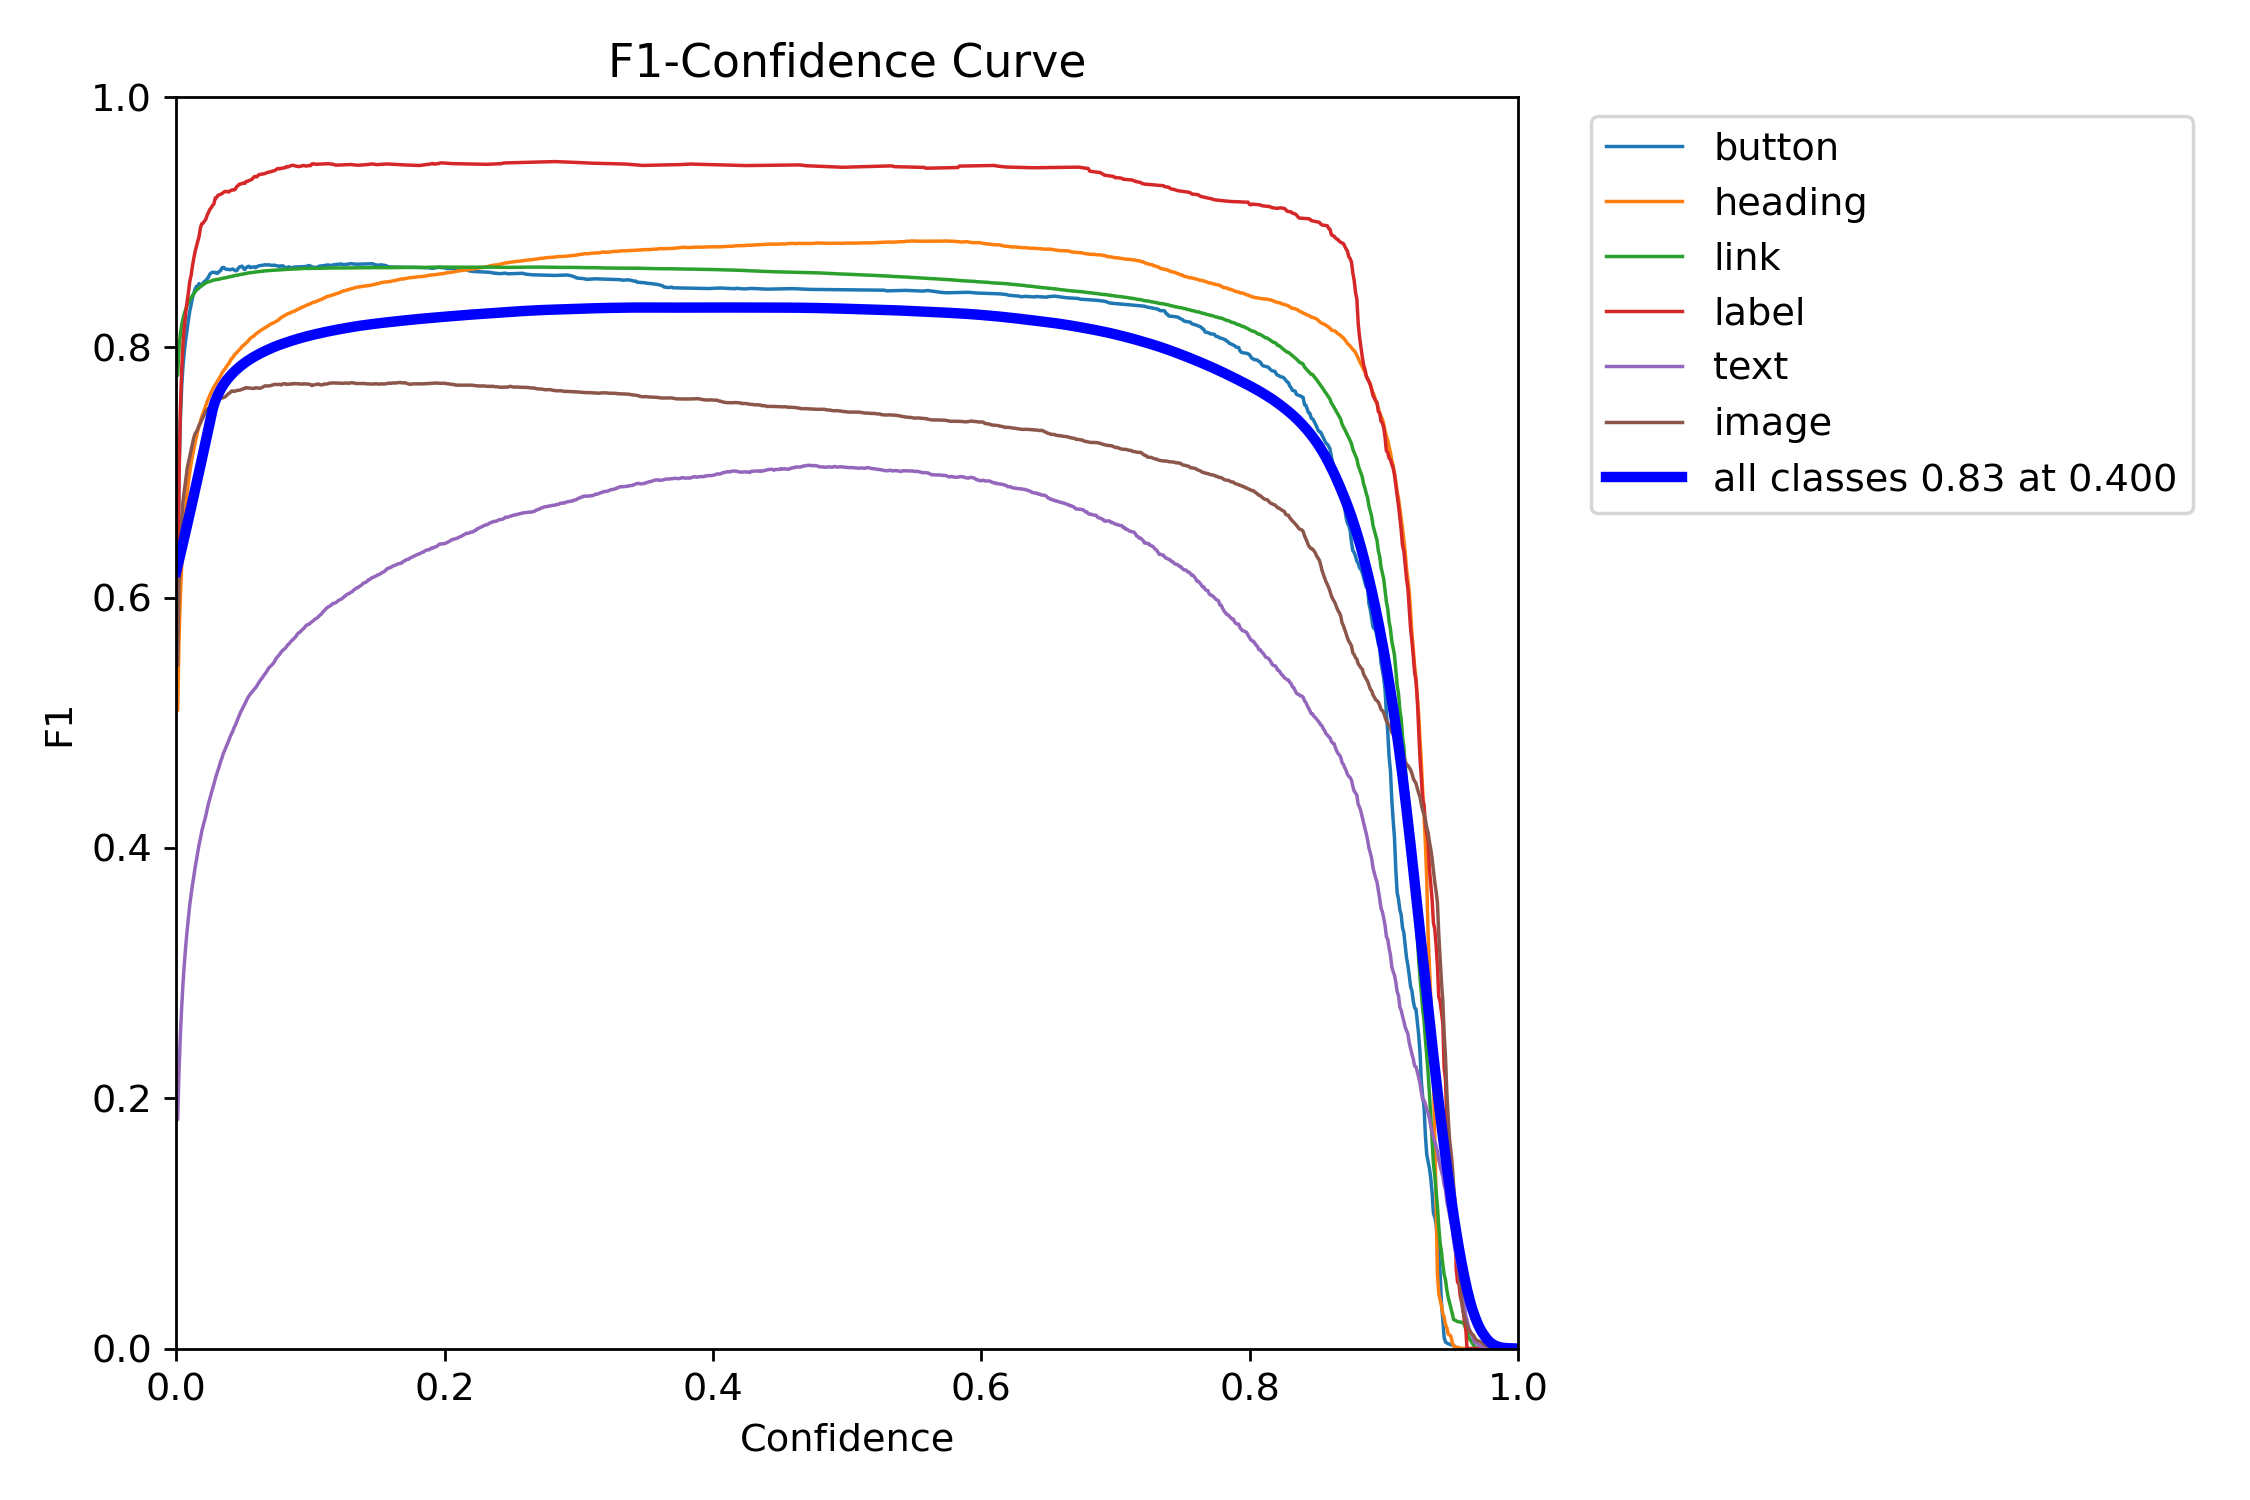 F1-Confidence Curve
1.0
0.8
0.6
0.4
0.2
0.0
F1
0.0 0.2 0.4 0.6 0.8 1.0
Confidence
button
heading
link
label
text
image
all classes 0.83 at 0.400